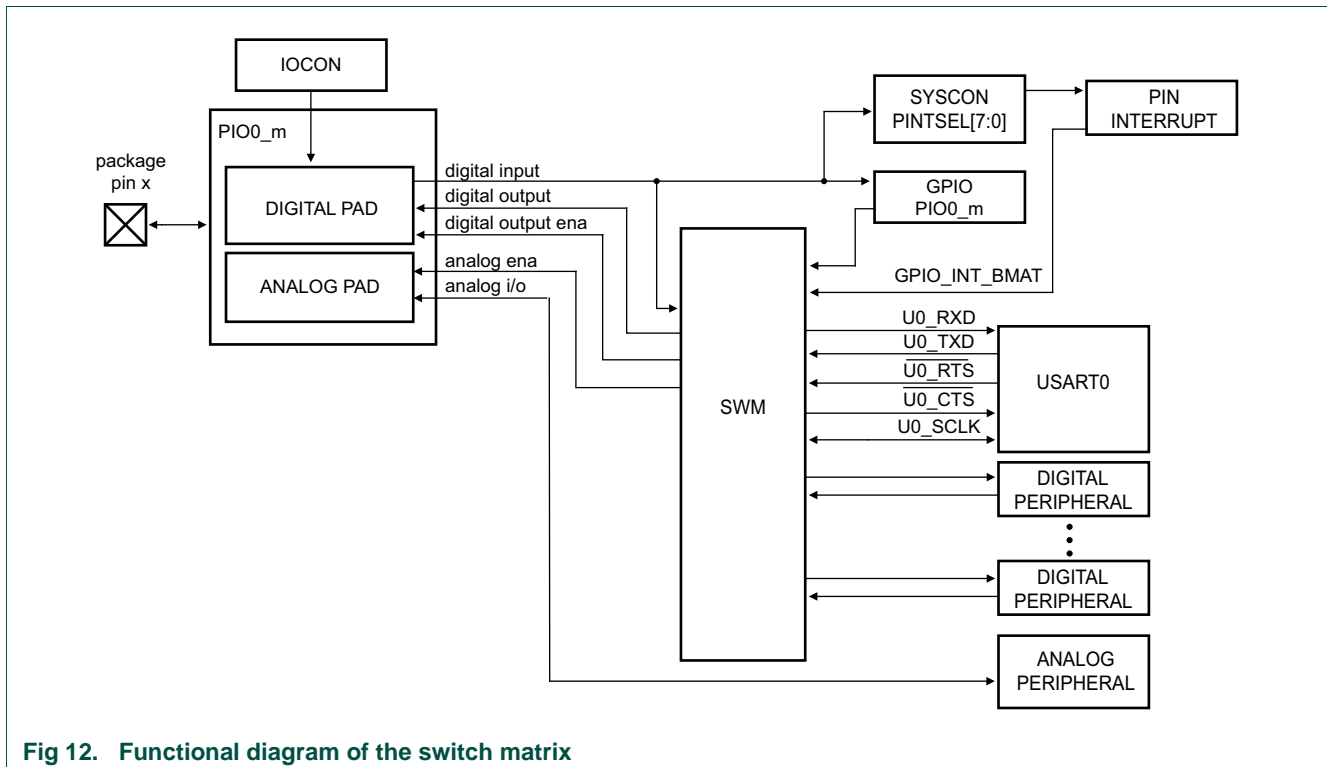 IOCON
PIO0_m
package
pin x
DIGITAL PAD
ANALOG PAD
digital input
digital output
digital output ena
analog ena
analog i/o
SYSCON
PINTSEL[7:0]
PIN
INTERRUPT
GPIO
PIO0_m
GPIO_INT_BMAT
SWM
U0_RXD
U0_TXD
U0_RTS
U0_CTS
U0_SCLK
USART0
DIGITAL
PERIPHERAL
DIGITAL
PERIPHERAL
ANALOG
PERIPHERAL
Fig 12. Functional diagram of the switch matrix